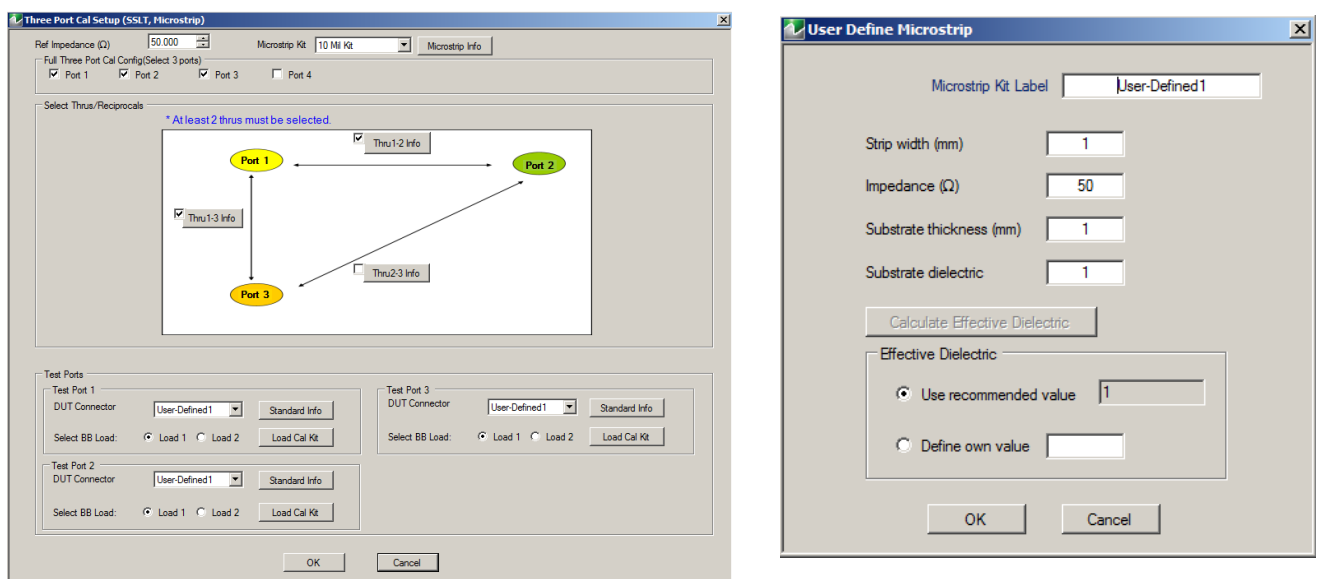 Three Port Cal Setup (SSLT, Microstrip)
Ref Impedance (Ω) 50.000 Microstrip Kit 10 Mil Kit Microstrip Info
Full Three Port Cal Config(Select 3 ports)
Port 1 Port 2 Port 3 Port 4
Select Thrus/Reciprocals
* At least 2 thrus must be selected.
Thru1-2 Info
Port 1
Port 2
Thru1-3 Info
Thru2-3 Info
Port 3
Test Ports
Test Port 1
DUT Connector User-Defined1 Standard Info
Select BB Load: Load 1 Load 2 Load Cal Kit
Test Port 3
DUT Connector User-Defined1 Standard Info
Select BB Load: Load 1 Load 2 Load Cal Kit
Test Port 2
DUT Connector User-Defined1 Standard Info
Select BB Load: Load 1 Load 2 Load Cal Kit
OK Cancel
User Define Microstrip
Microstrip Kit Label User-Defined1
Strip width (mm) 1
Impedance (Ω) 50
Substrate thickness (mm) 1
Substrate dielectric 1
Calculate Effective Dielectric
Effective Dielectric
Use recommended value 1
Define own value
OK Cancel